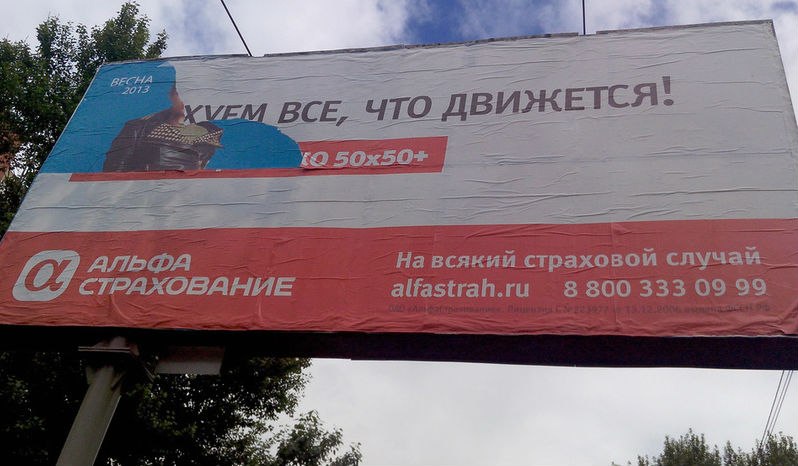 ВЕСНА
2013
ХУЕМ ВСЕ, ЧТО ДВИЖЕТСЯ!
О 50х50+
АЛЬФА
СТРАХОВАНИЕ
На всякий страховой случай
alfastrah.ru 8 800 333 09 99